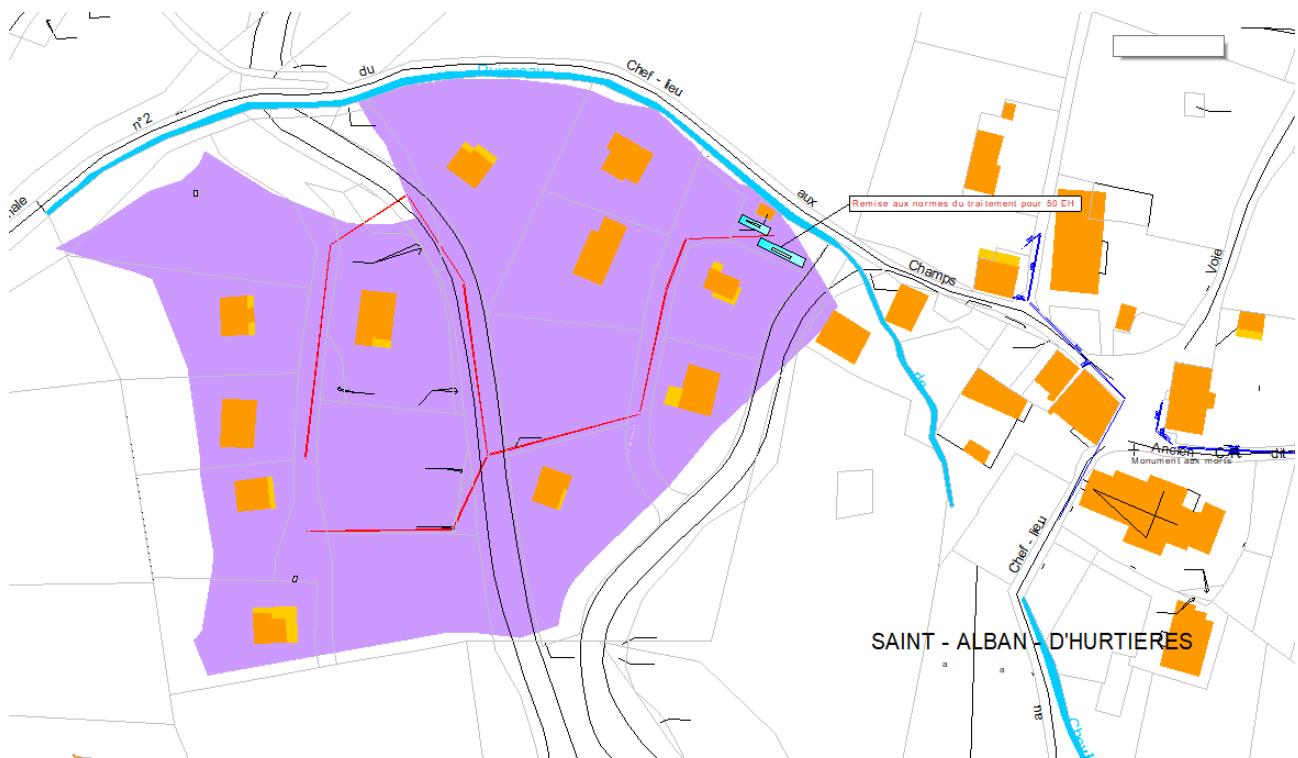 du
Ruisseau
Chef - lieu
n°2
nale
aux
Remise aux normes du traitement pour 50 EH
Champs
Voie
de
Ancien C.R dit
Monument aux morts
Chef - lieu
SAINT - ALBAN - D'HURTIERES
a
a
au